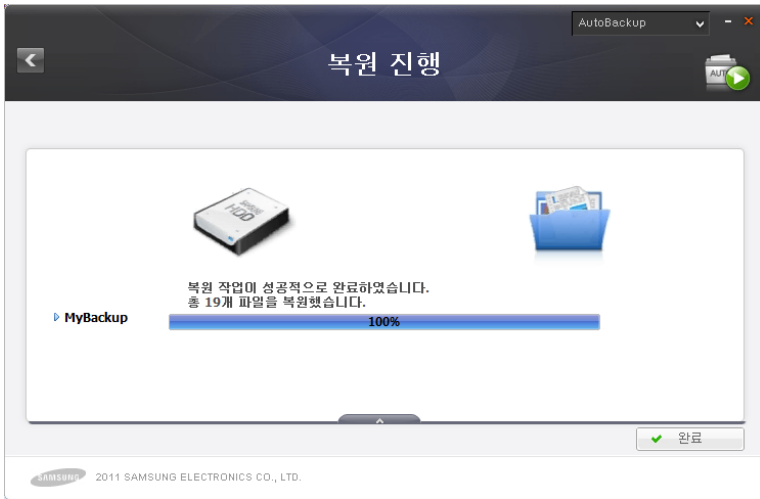 AutoBackup
복원 진행
AUTO
SAMSUNG
HDD
복원 작업이 성공적으로 완료하였습니다.
총 19개 파일을 복원했습니다.
MyBackup
100%
완료
SAMSUNG 2011 SAMSUNG ELECTRONICS CO., LTD.